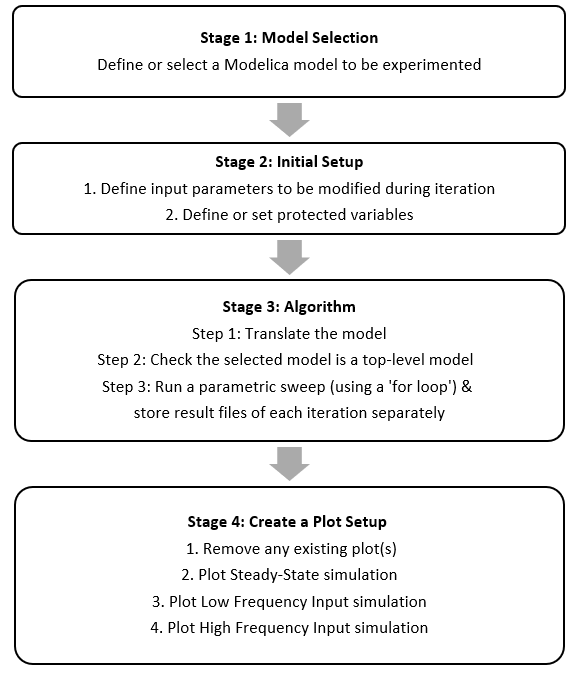 Stage 1: Model Selection
Define or select a Modelica model to be experimented
Stage 2: Initial Setup
1. Define input parameters to be modified during iteration
2. Define or set protected variables
Stage 3: Algorithm
Step 1: Translate the model
Step 2: Check the selected model is a top-level model
Step 3: Run a parametric sweep (using a 'for loop') &
store result files of each iteration separately
Stage 4: Create a Plot Setup
1. Remove any existing plot(s)
2. Plot Steady-State simulation
3. Plot Low Frequency Input simulation
4. Plot High Frequency Input simulation